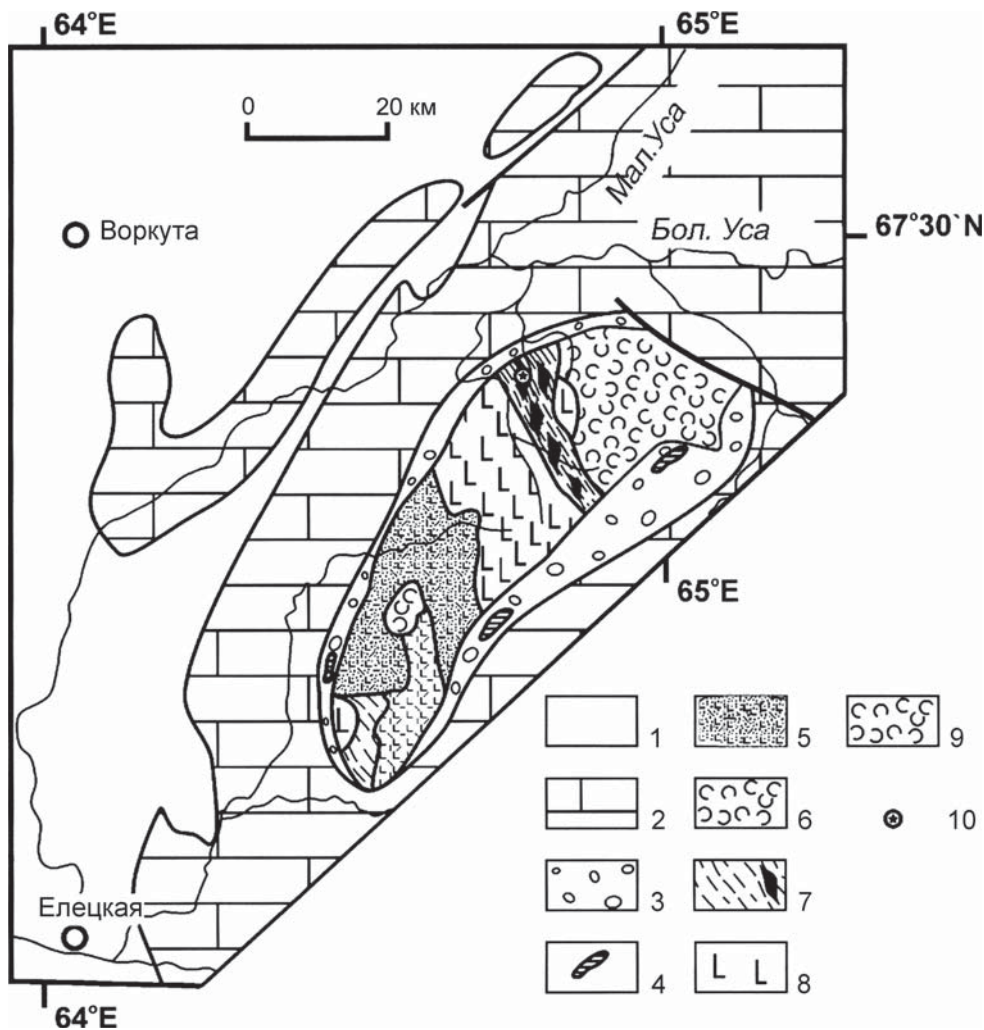 64°E 65°E
0 20 км
Мал.Уса
Воркута
Бол. Уса
67°30`N
L
L L
65°E
L
1 5 9
2 6 10
3 7
Елецкая
4 L L 8
64°E